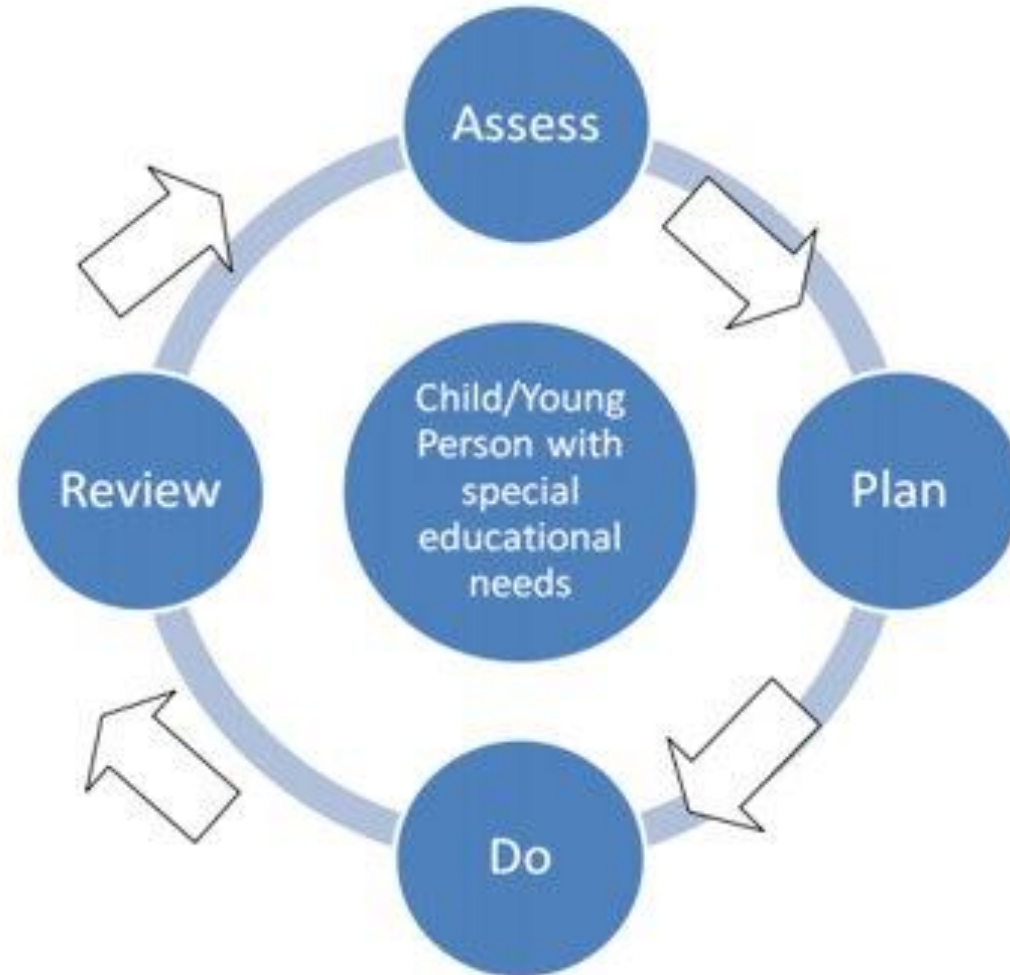 Assess
Child/Young
Person with
special
educational
needs
Review
Plan
Do